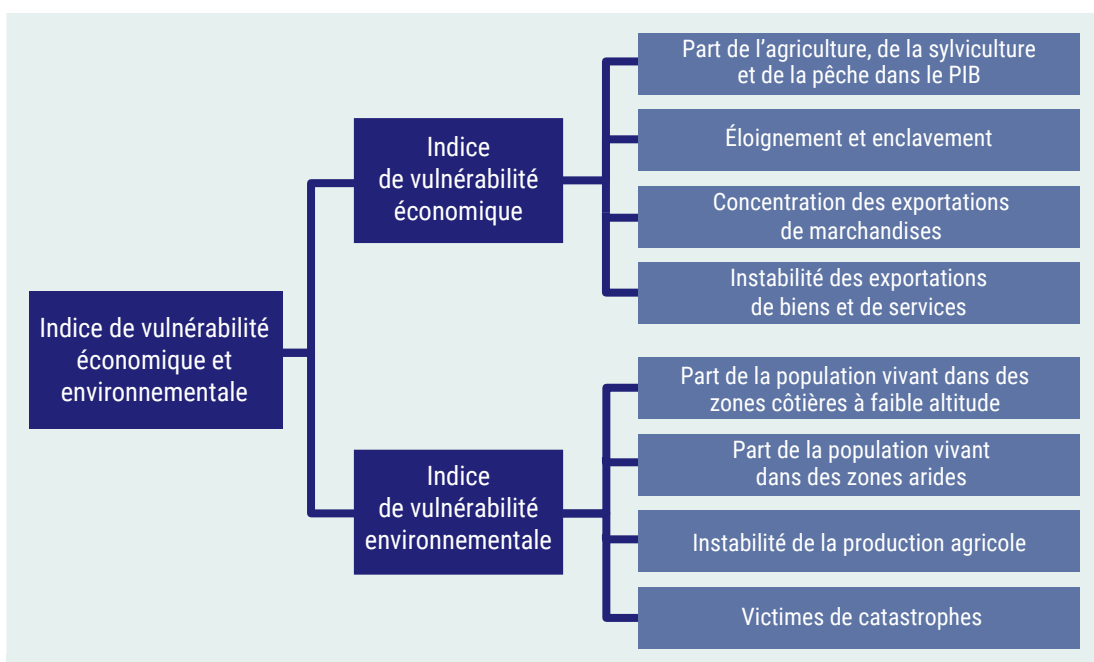 Indice de vulnérabilité
économique et
environnementale
Indice
de vulnérabilité
économique
Part de l’agriculture, de la sylviculture
et de la pêche dans le PIB
Éloignement et enclavement
Concentration des exportations
de marchandises
Instabilité des exportations
de biens et de services
Indice
de vulnérabilité
environnementale
Part de la population vivant dans des
zones côtières à faible altitude
Part de la population vivant
dans des zones arides
Instabilité de la production agricole
Victimes de catastrophes